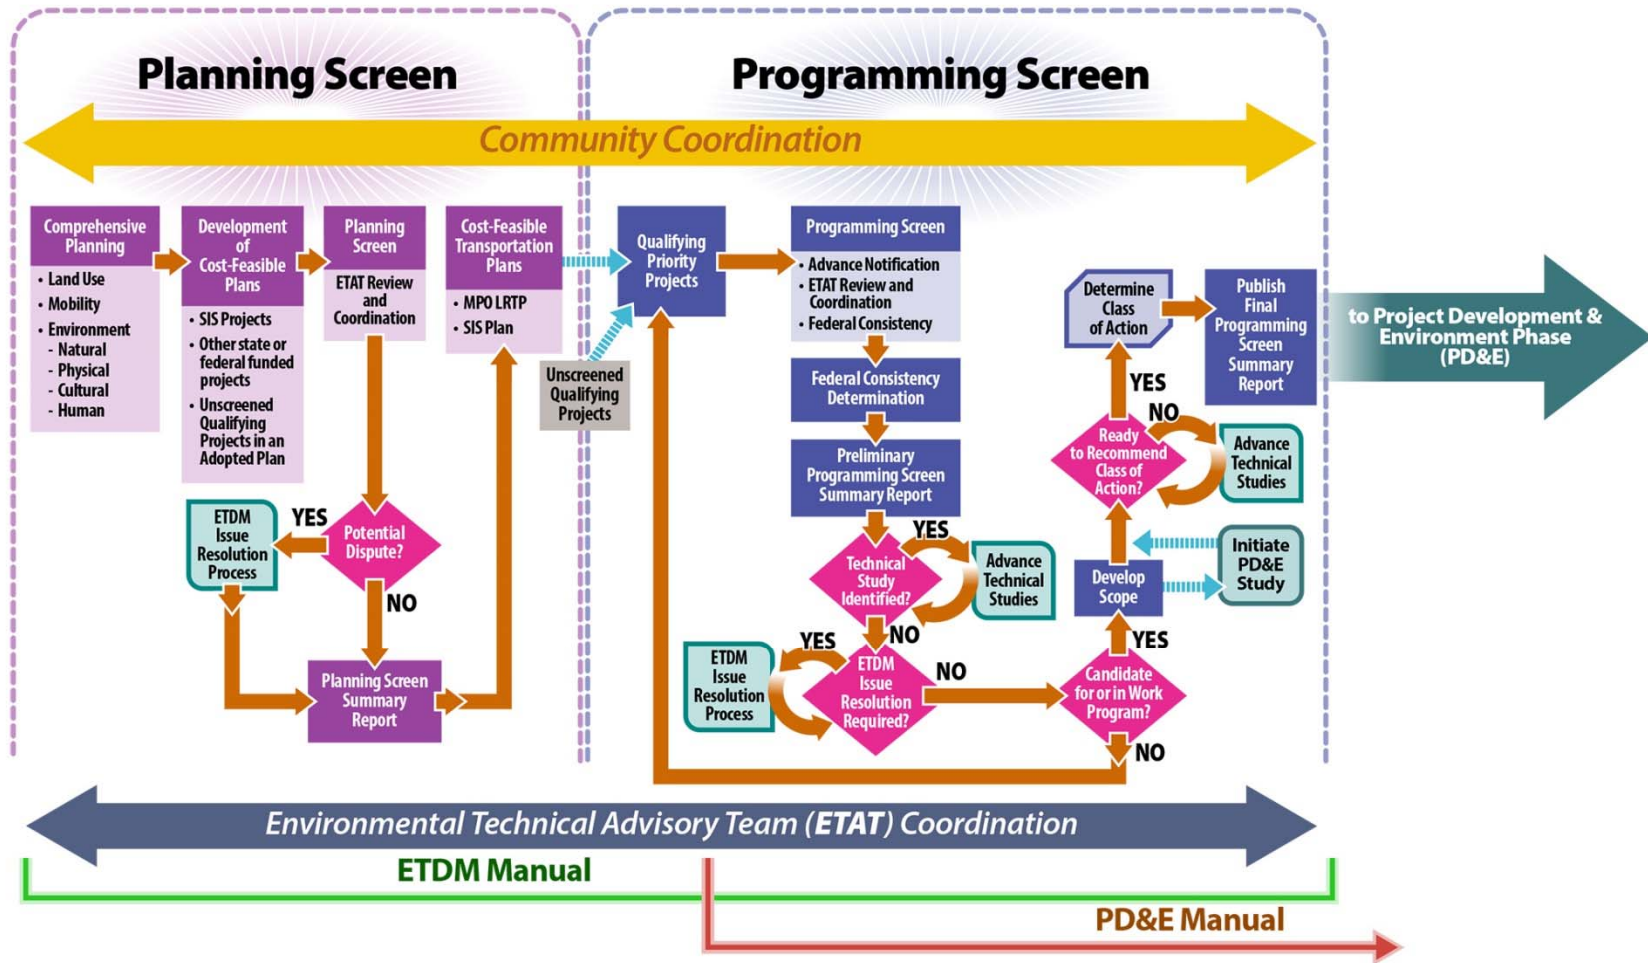 Planning Screen
Programming Screen
Community Coordination
Comprehensive
Planning
• Land Use
• Mobility
• Environment
- Natural
- Physical
- Cultural
- Human
Development
of
Cost-Feasible
Plans
• SIS Projects
• Other state or
federal funded
projects
• Unscreened
Qualifying
Projects in an
Adopted Plan
Planning
Screen
ETAT Review
and
Coordination
Cost-Feasible
Transportation
Plans
• MPO LRTP
• SIS Plan
Potential
Dispute?
YES
NO
ETDM
Issue
Resolution
Process
Planning Screen
Summary
Report
Unscreened
Qualifying
Projects
Qualifying
Priority
Projects
Programming Screen
• Advance Notification
• ETAT Review and
Coordination
• Federal Consistency
Federal Consistency
Determination
Preliminary
Programming Screen
Summary Report
Technical
Study
Identified?
YES
NO
Advance
Technical
Studies
ETDM
Issue
Resolution
Required?
YES
NO
ETDM
Issue
Resolution
Process
Candidate
for or in Work
Program?
YES
NO
Develop
Scope
Initiate
PD&E
Study
Ready
to Recommend
Class of
Action?
YES
NO
Advance
Technical
Studies
Determine
Class
of Action
Publish
Final
Programming
Screen
Summary
Report
to Project Development &
Environment Phase
(PD&E)
Environmental Technical Advisory Team (ETAT) Coordination
ETDM Manual
PD&E Manual